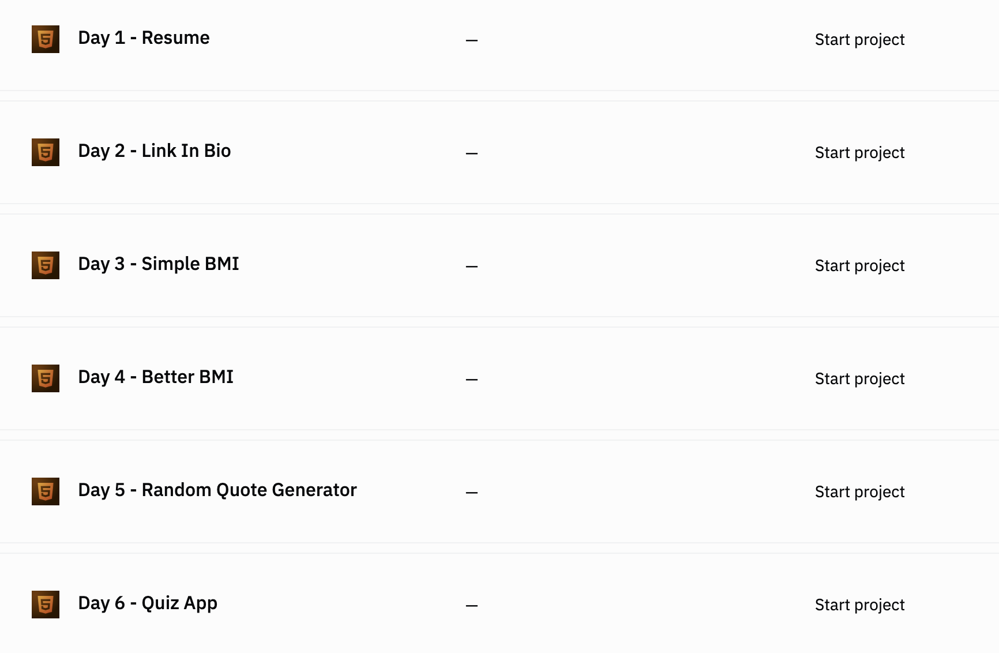 Day 1 - Resume — Start project
Day 2 - Link In Bio — Start project
Day 3 - Simple BMI — Start project
Day 4 - Better BMI — Start project
Day 5 - Random Quote Generator — Start project
Day 6 - Quiz App — Start project